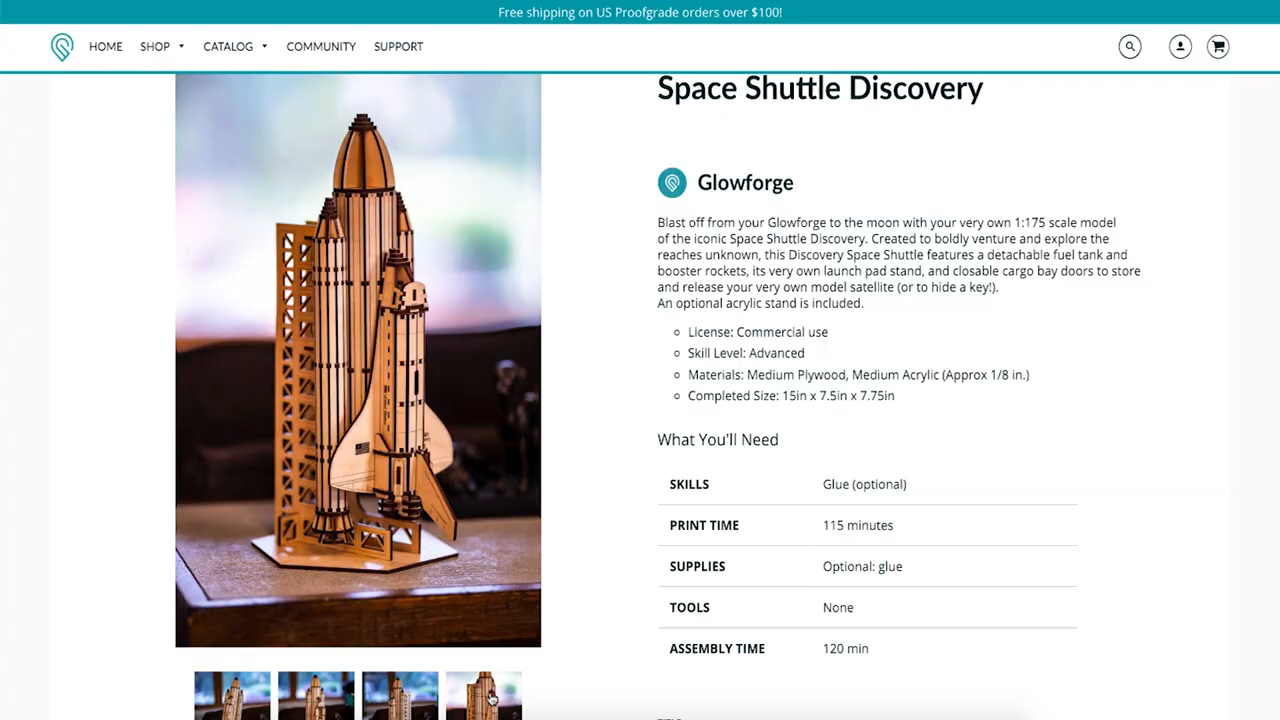 Free shipping on US Proofgrade orders over $100!
HOME SHOP CATALOG COMMUNITY SUPPORT
Space Shuttle Discovery
Glowforge
Blast off from your Glowforge to the moon with your very own 1:175 scale model
of the iconic Space Shuttle Discovery. Created to boldly venture and explore the
reaches unknown, this Discovery Space Shuttle features a detachable fuel tank and
booster rockets, its very own launch pad stand, and closable cargo bay doors to store
and release your very own model satellite (or to hide a key!).
An optional acrylic stand is included.
License: Commercial use
Skill Level: Advanced
Materials: Medium Plywood, Medium Acrylic (Approx 1/8 in.)
Completed Size: 15in x 7.5in x 7.75in
What You'll Need
SKILLS Glue (optional)
PRINT TIME 115 minutes
SUPPLIES Optional: glue
TOOLS None
ASSEMBLY TIME 120 min